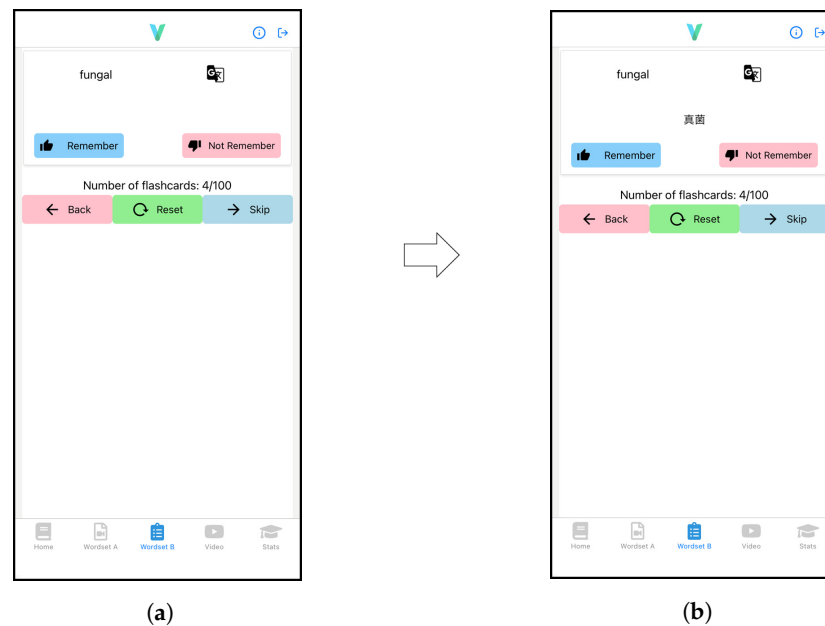 fungal
Remember
Not Remember
Number of flashcards: 4/100
Back
Reset
Skip
Home
Wordset A
Wordset B
Video
Stats
(a)
fungal
真菌
Remember
Not Remember
Number of flashcards: 4/100
Back
Reset
Skip
Home
Wordset A
Wordset B
Video
Stats
(b)